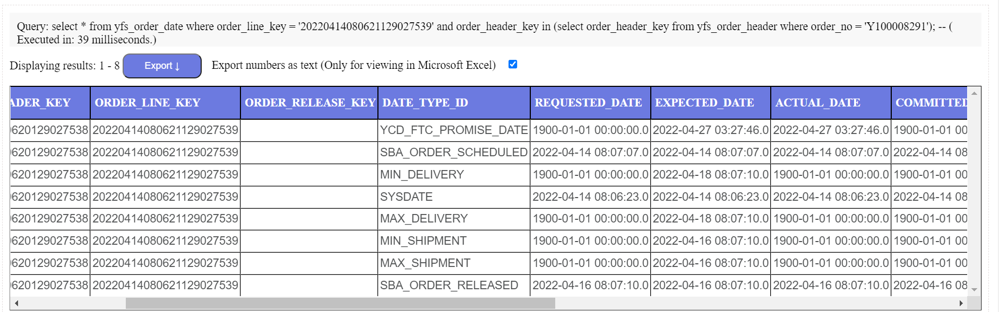 Query: select * from yfs_order_date where order_line_key = '20220414080621129027539' and order_header_key in (select order_header_key from yfs_order_header where order_no = 'Y100008291'); -- (
Executed in: 39 milliseconds.)
Displaying results: 1 - 8 Export ↓ Export numbers as text (Only for viewing in Microsoft Excel)
ADER_KEY ORDER_LINE_KEY ORDER_RELEASE_KEY DATE_TYPE_ID REQUESTED_DATE EXPECTED_DATE ACTUAL_DATE COMMITTED
0620129027538 20220414080621129027539 YCD_FTC_PROMISE_DATE 1900-01-01 00:00:00.0 2022-04-27 03:27:46.0 2022-04-27 03:27:46.0 1900-01-01 00
0620129027538 20220414080621129027539 SBA_ORDER_SCHEDULED 2022-04-14 08:07:07.0 2022-04-14 08:07:07.0 2022-04-14 08:07:07.0 2022-04-14 08
0620129027538 20220414080621129027539 MIN_DELIVERY 1900-01-01 00:00:00.0 2022-04-18 08:07:10.0 1900-01-01 00:00:00.0 1900-01-01 00
0620129027538 20220414080621129027539 SYSDATE 2022-04-14 08:06:23.0 2022-04-14 08:06:23.0 2022-04-14 08:06:23.0 2022-04-14 08
0620129027538 20220414080621129027539 MAX_DELIVERY 1900-01-01 00:00:00.0 2022-04-18 08:07:10.0 1900-01-01 00:00:00.0 1900-01-01 00
0620129027538 20220414080621129027539 MIN_SHIPMENT 1900-01-01 00:00:00.0 2022-04-16 08:07:10.0 1900-01-01 00:00:00.0 1900-01-01 00
0620129027538 20220414080621129027539 MAX_SHIPMENT 1900-01-01 00:00:00.0 2022-04-16 08:07:10.0 1900-01-01 00:00:00.0 1900-01-01 00
0620129027538 20220414080621129027539 SBA_ORDER_RELEASED 2022-04-16 08:07:10.0 2022-04-16 08:07:10.0 2022-04-16 08:07:10.0 2022-04-16 08